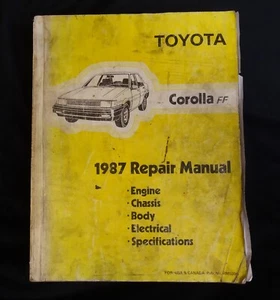 TOYOTA
Corolla FF
1987 Repair Manual
·Engine
·Chassis
·Body
·Electrical
·Specifications